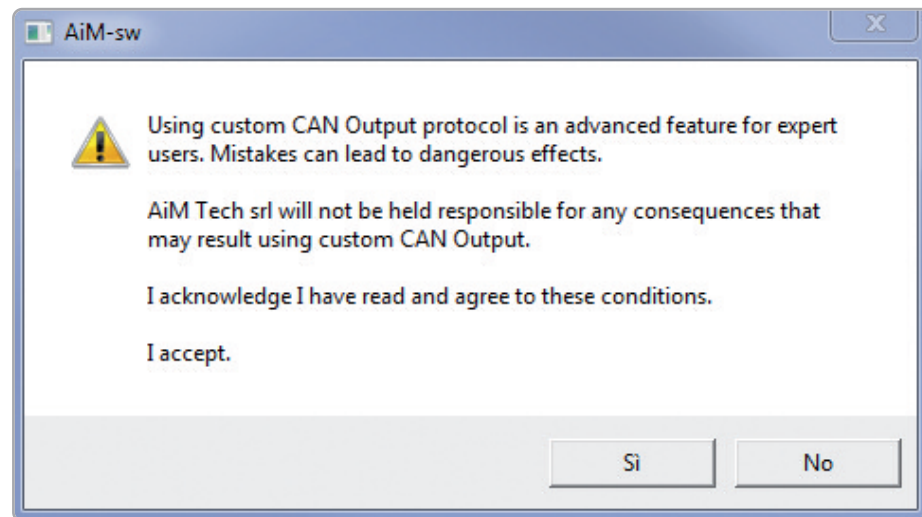 AiM-sw
Using custom CAN Output protocol is an advanced feature for expert
users. Mistakes can lead to dangerous effects.
AiM Tech srl will not be held responsible for any consequences that
may result using custom CAN Output.
I acknowledge I have read and agree to these conditions.
I accept.
Sì
No